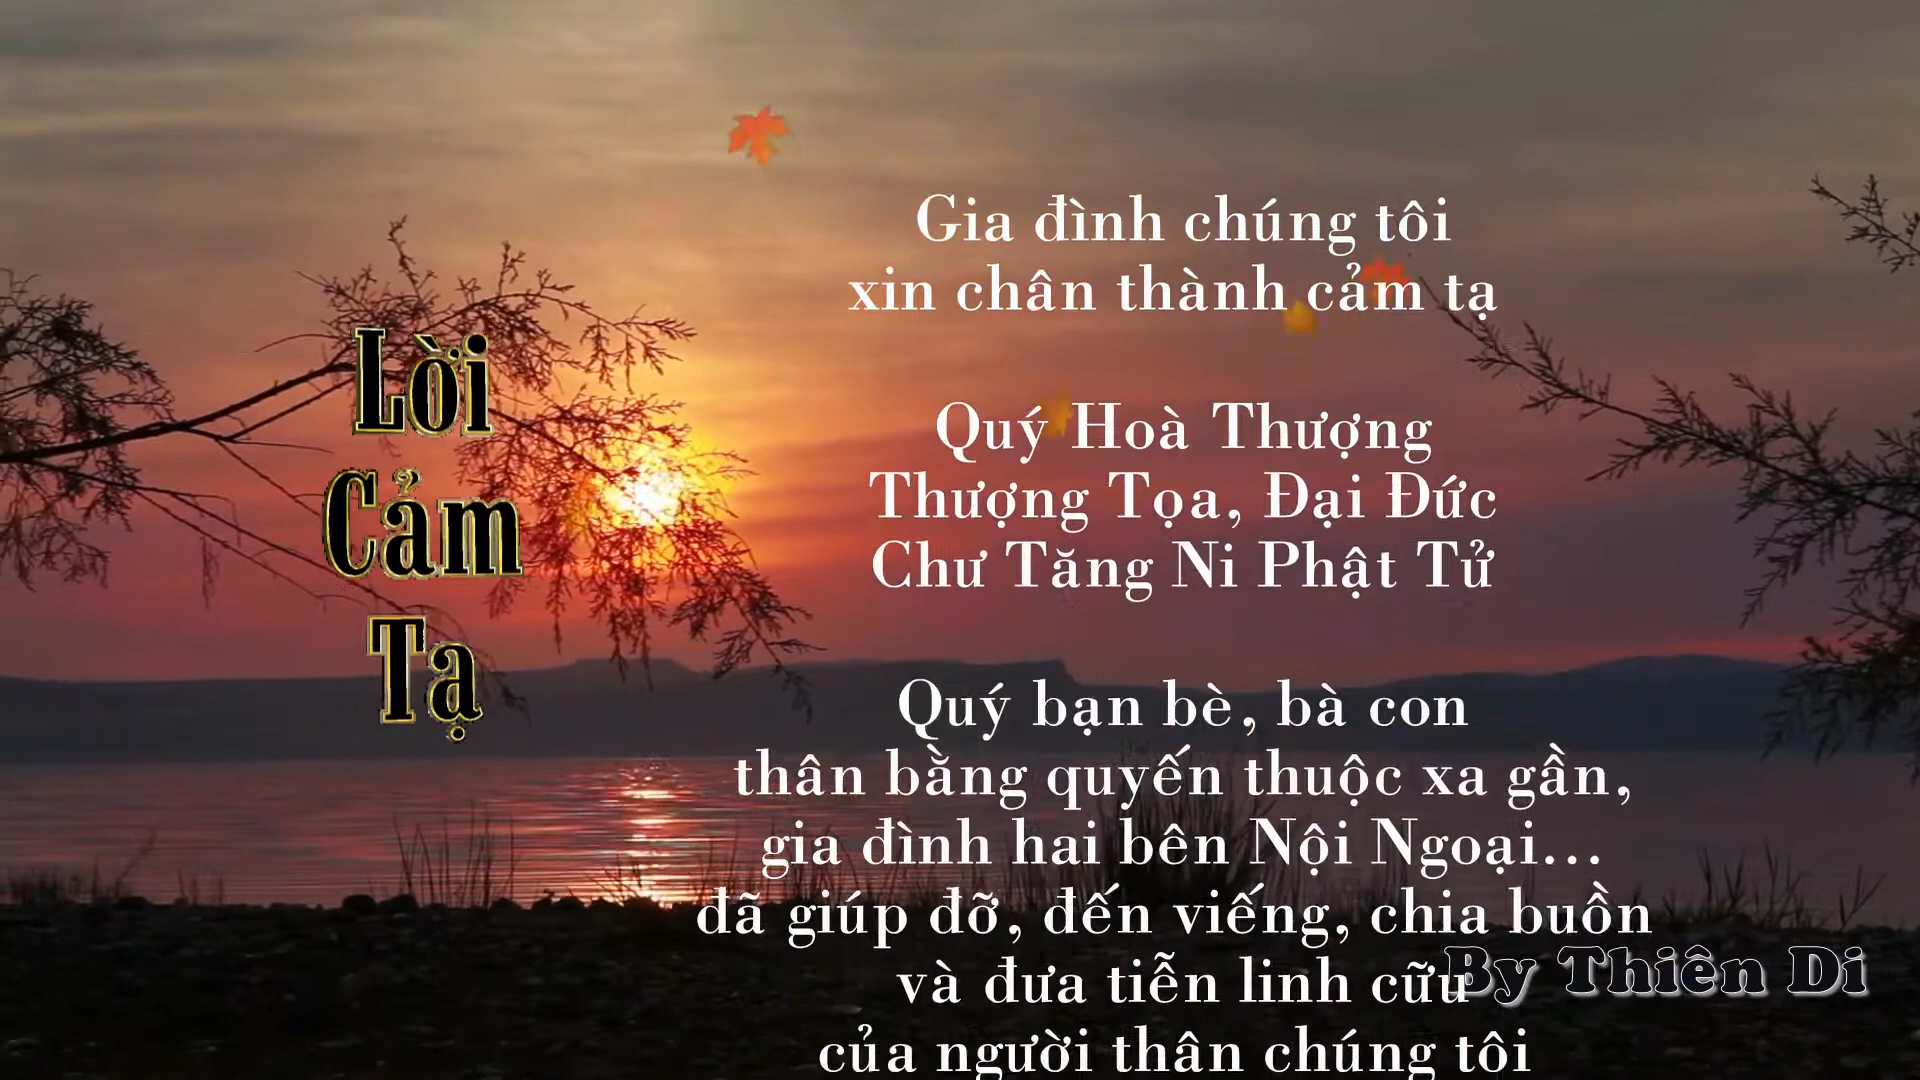 Lời
Cảm
Tạ
Gia đình chúng tôi
xin chân thành cảm tạ
Quý Hoà Thượng
Thượng Tọa, Đại Đức
Chư Tăng Ni Phật Tử
Quý bạn bè, bà con
thân bằng quyến thuộc xa gần,
gia đình hai bên Nội Ngoại...
đã giúp đỡ, đến viếng, chia buồn
và đưa tiễn linh cữu
của người thân chúng tôi
By Thiên Di